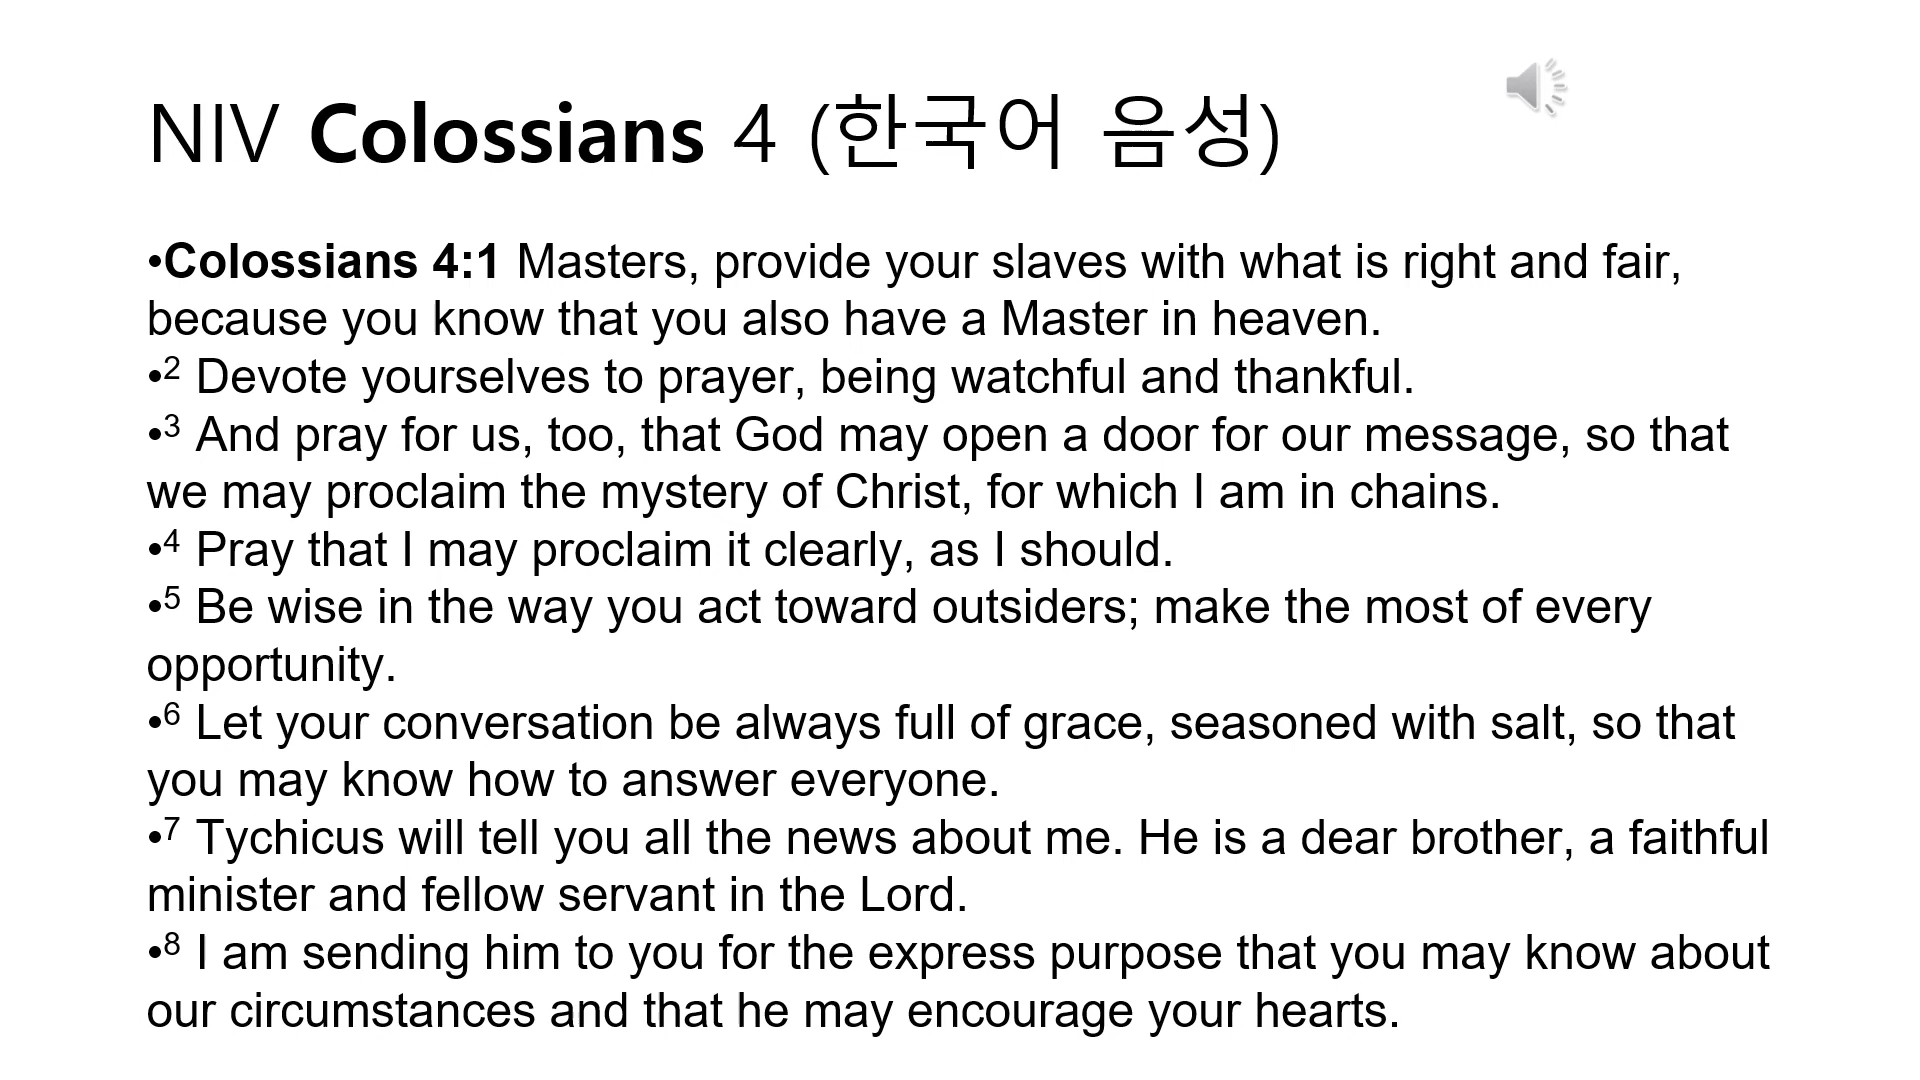 NIV Colossians 4 (한국어 음성)
•Colossians 4:1 Masters, provide your slaves with what is right and fair,
because you know that you also have a Master in heaven.
•2 Devote yourselves to prayer, being watchful and thankful.
•3 And pray for us, too, that God may open a door for our message, so that
we may proclaim the mystery of Christ, for which I am in chains.
•4 Pray that I may proclaim it clearly, as I should.
•5 Be wise in the way you act toward outsiders; make the most of every
opportunity.
•6 Let your conversation be always full of grace, seasoned with salt, so that
you may know how to answer everyone.
•7 Tychicus will tell you all the news about me. He is a dear brother, a faithful
minister and fellow servant in the Lord.
•8 I am sending him to you for the express purpose that you may know about
our circumstances and that he may encourage your hearts.